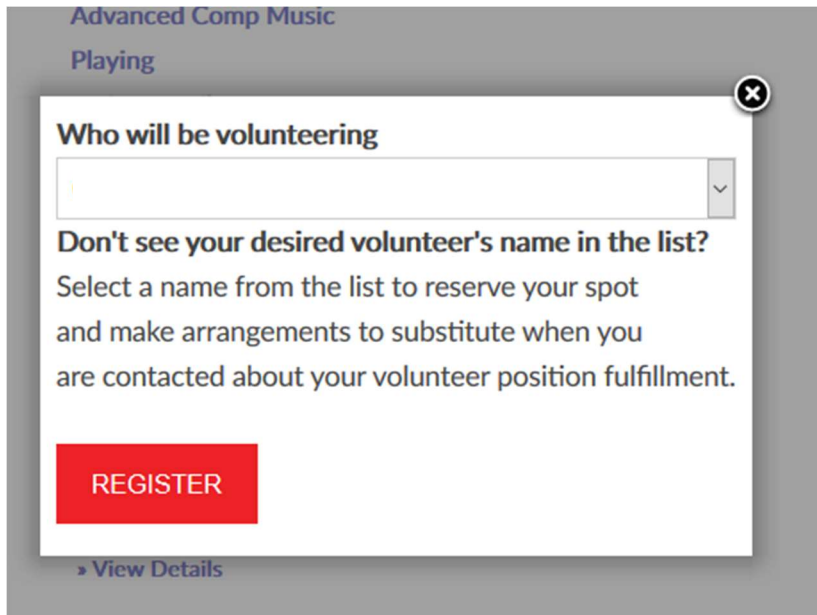 Advanced Comp Music
Playing
Who will be volunteering
Don't see your desired volunteer's name in the list?
Select a name from the list to reserve your spot
and make arrangements to substitute when you
are contacted about your volunteer position fulfillment.
REGISTER
» View Details